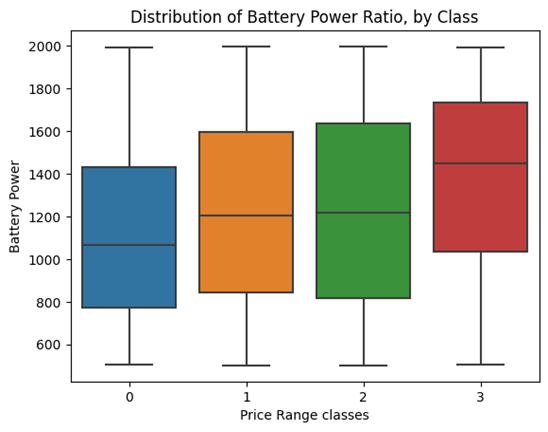 Distribution of Battery Power Ratio, by Class
2000
1800
1600
1400
1200
1000
800
600
Battery Power
0 1 2 3
Price Range classes